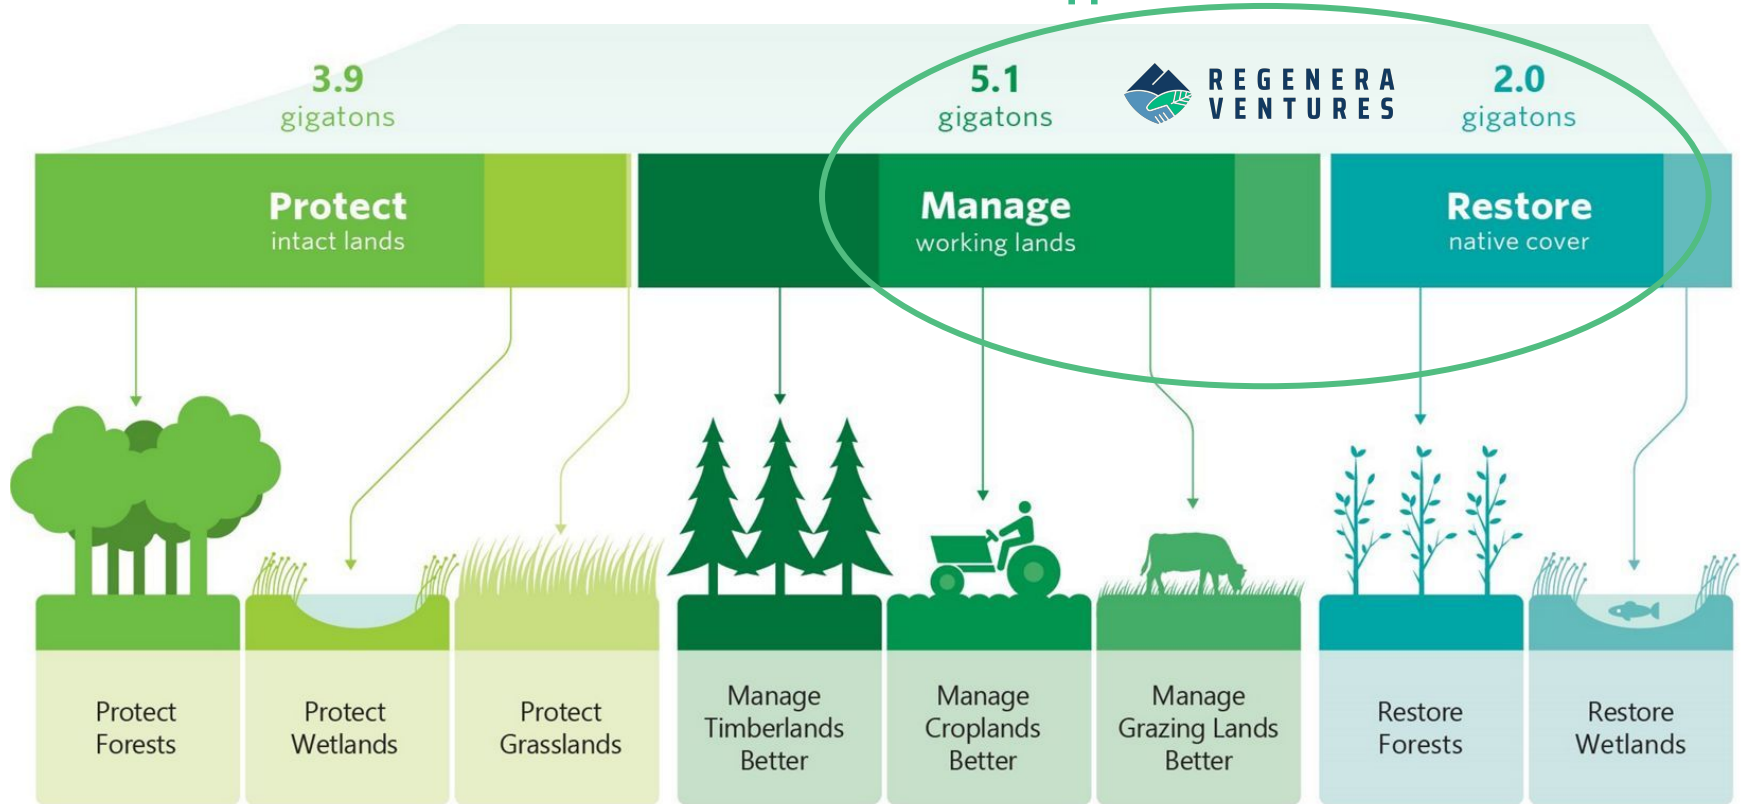 3.9
gigatons
5.1
gigatons
REGENERA
VENTURES
2.0
gigatons
Protect
intact lands
Manage
working lands
Restore
native cover
Protect
Forests
Protect
Wetlands
Protect
Grasslands
Manage
Timberlands
Better
Manage
Croplands
Better
Manage
Grazing Lands
Better
Restore
Forests
Restore
Wetlands